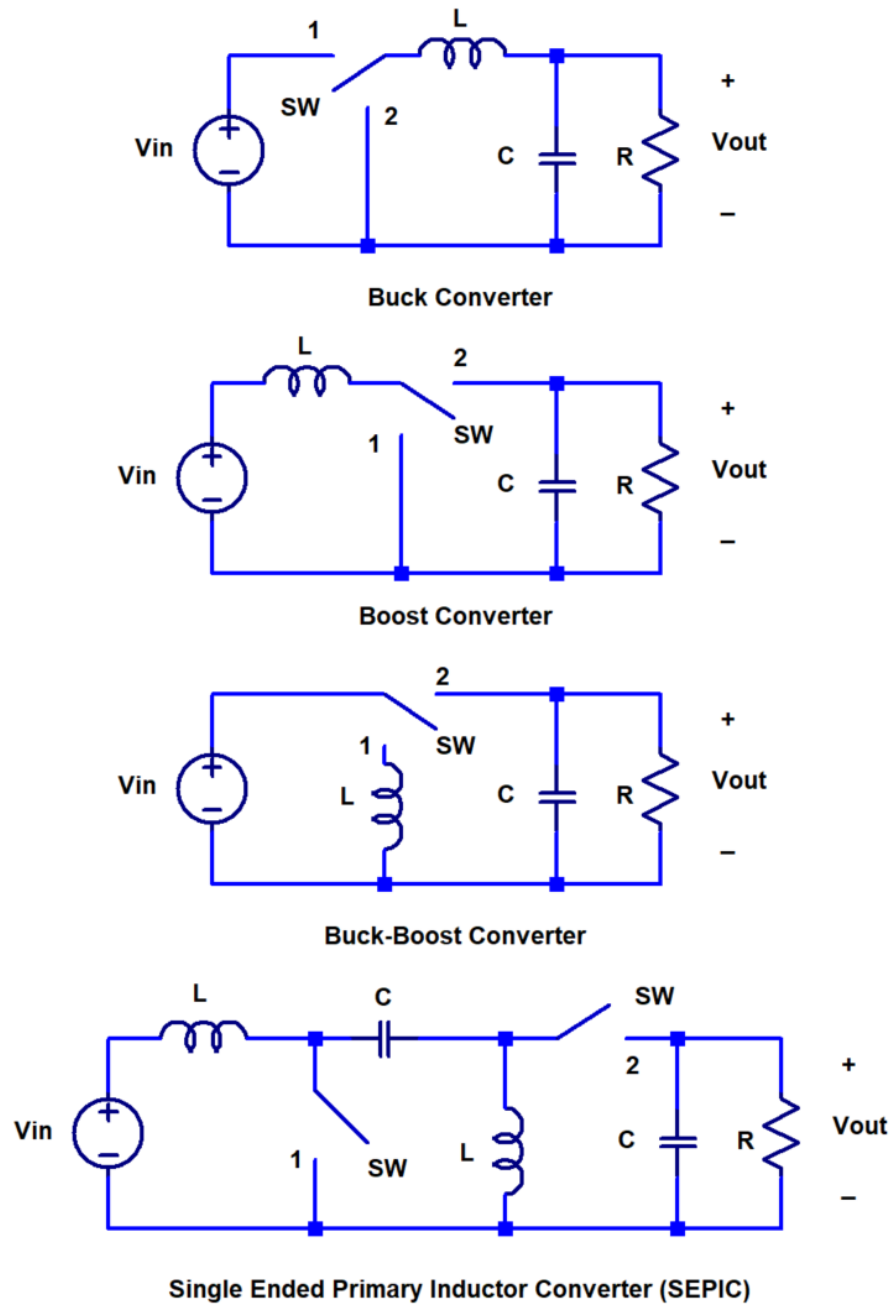 L
1
SW
2
+
Vin
C
R
Vout
–
Buck Converter
L
2
+
SW
1
Vin
C
R
Vout
–
Boost Converter
2
+
SW
1
Vin
L
C
R
Vout
–
Buck-Boost Converter
L
C
SW
2
+
Vin
1
SW
L
C
R
Vout
–
Single Ended Primary Inductor Converter (SEPIC)